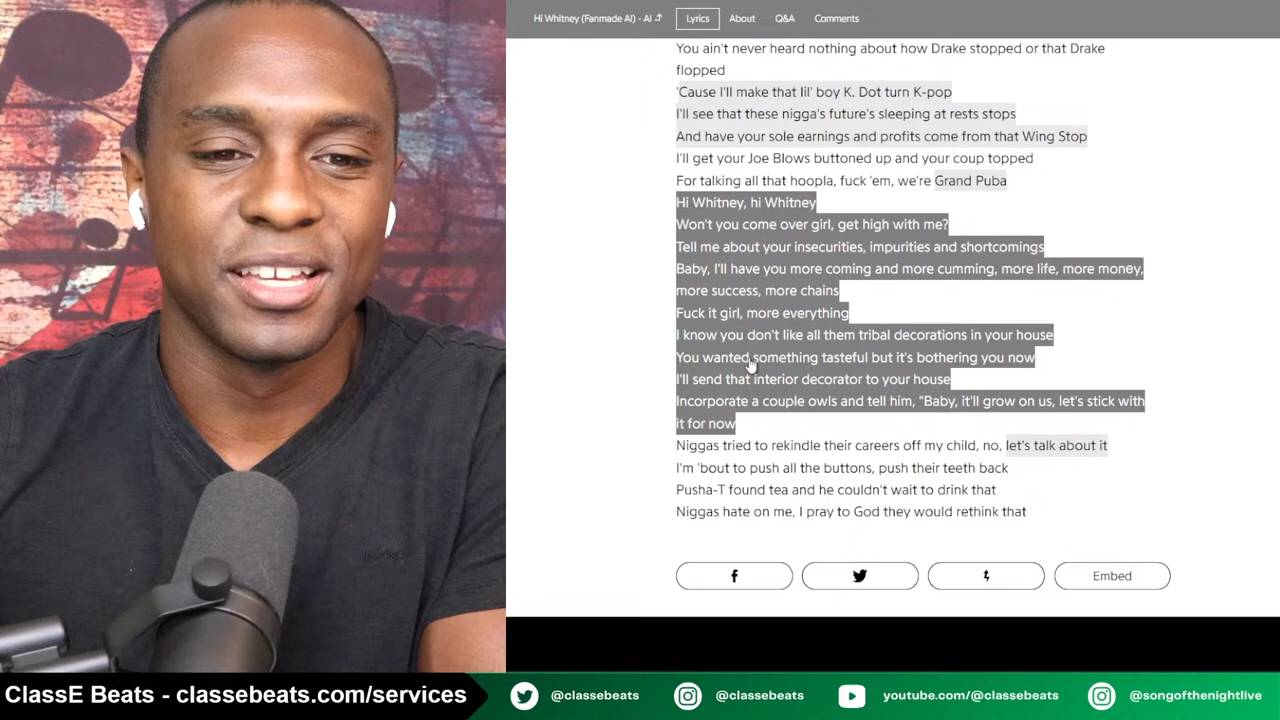 Hi Whitney (Fanmade AI) - AI
Lyrics
About
Q&A
Comments
You ain't never heard nothing about how Drake stopped or that Drake
flopped
'Cause I'll make that lil' boy K. Dot turn K-pop
I'll see that these nigga's future's sleeping at rests stops
And have your sole earnings and profits come from that Wing Stop
I'll get your Joe Blows buttoned up and your coup topped
For talking all that hoopla, fuck 'em, we're Grand Puba
Hi Whitney, hi Whitney
Won't you come over girl, get high with me?
Tell me about your insecurities, impurities and shortcomings
Baby, I'll have you more coming and more cumming, more life, more money,
more success, more chains
Fuck it girl, more everything
I know you don't like all them tribal decorations in your house
You wanted something tasteful but it's bothering you now
I'll send that interior decorator to your house
Incorporate a couple owls and tell him, "Baby, it'll grow on us, let's stick with
it for now
Niggas tried to rekindle their careers off my child, no, let's talk about it
I'm 'bout to push all the buttons, push their teeth back
Pusha-T found tea and he couldn't wait to drink that
Niggas hate on me, I pray to God they would rethink that
Embed
ClassE Beats - classebeats.com/services
@classebeats
@classebeats
youtube.com/@classebeats
@songofthenightlive